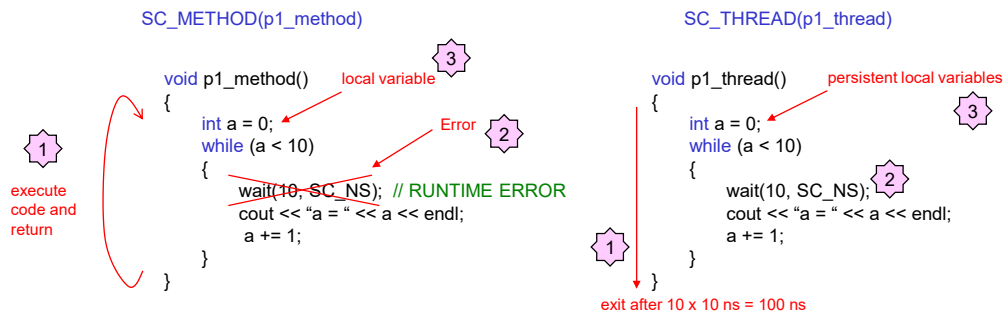 SC_METHOD(p1_method)
3
void p1_method()
local variable
{
int a = 0;
Error
2
while (a < 10)
1
{
execute
code and
return
wait(10, SC_NS); // RUNTIME ERROR
cout << “a = “ << a << endl;
a += 1;
}
}
SC_THREAD(p1_thread)
void p1_thread()
persistent local variables
3
{
int a = 0;
while (a < 10)
{
wait(10, SC_NS);
2
cout << “a = “ << a << endl;
a += 1;
1
}
}
exit after 10 x 10 ns = 100 ns